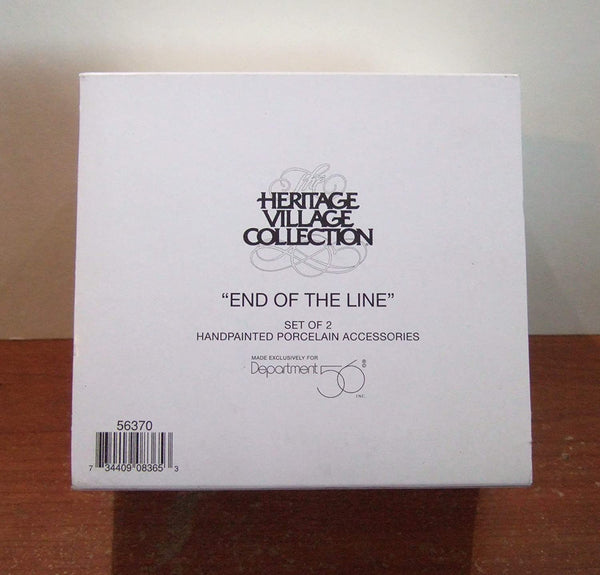 The
HERITAGE
VILLAGE
COLLECTION
“END OF THE LINE”
SET OF 2
HANDPAINTED PORCELAIN ACCESSORIES
MADE EXCLUSIVELY FOR
Department 56®
INC.
56370
7 34409 08365 3